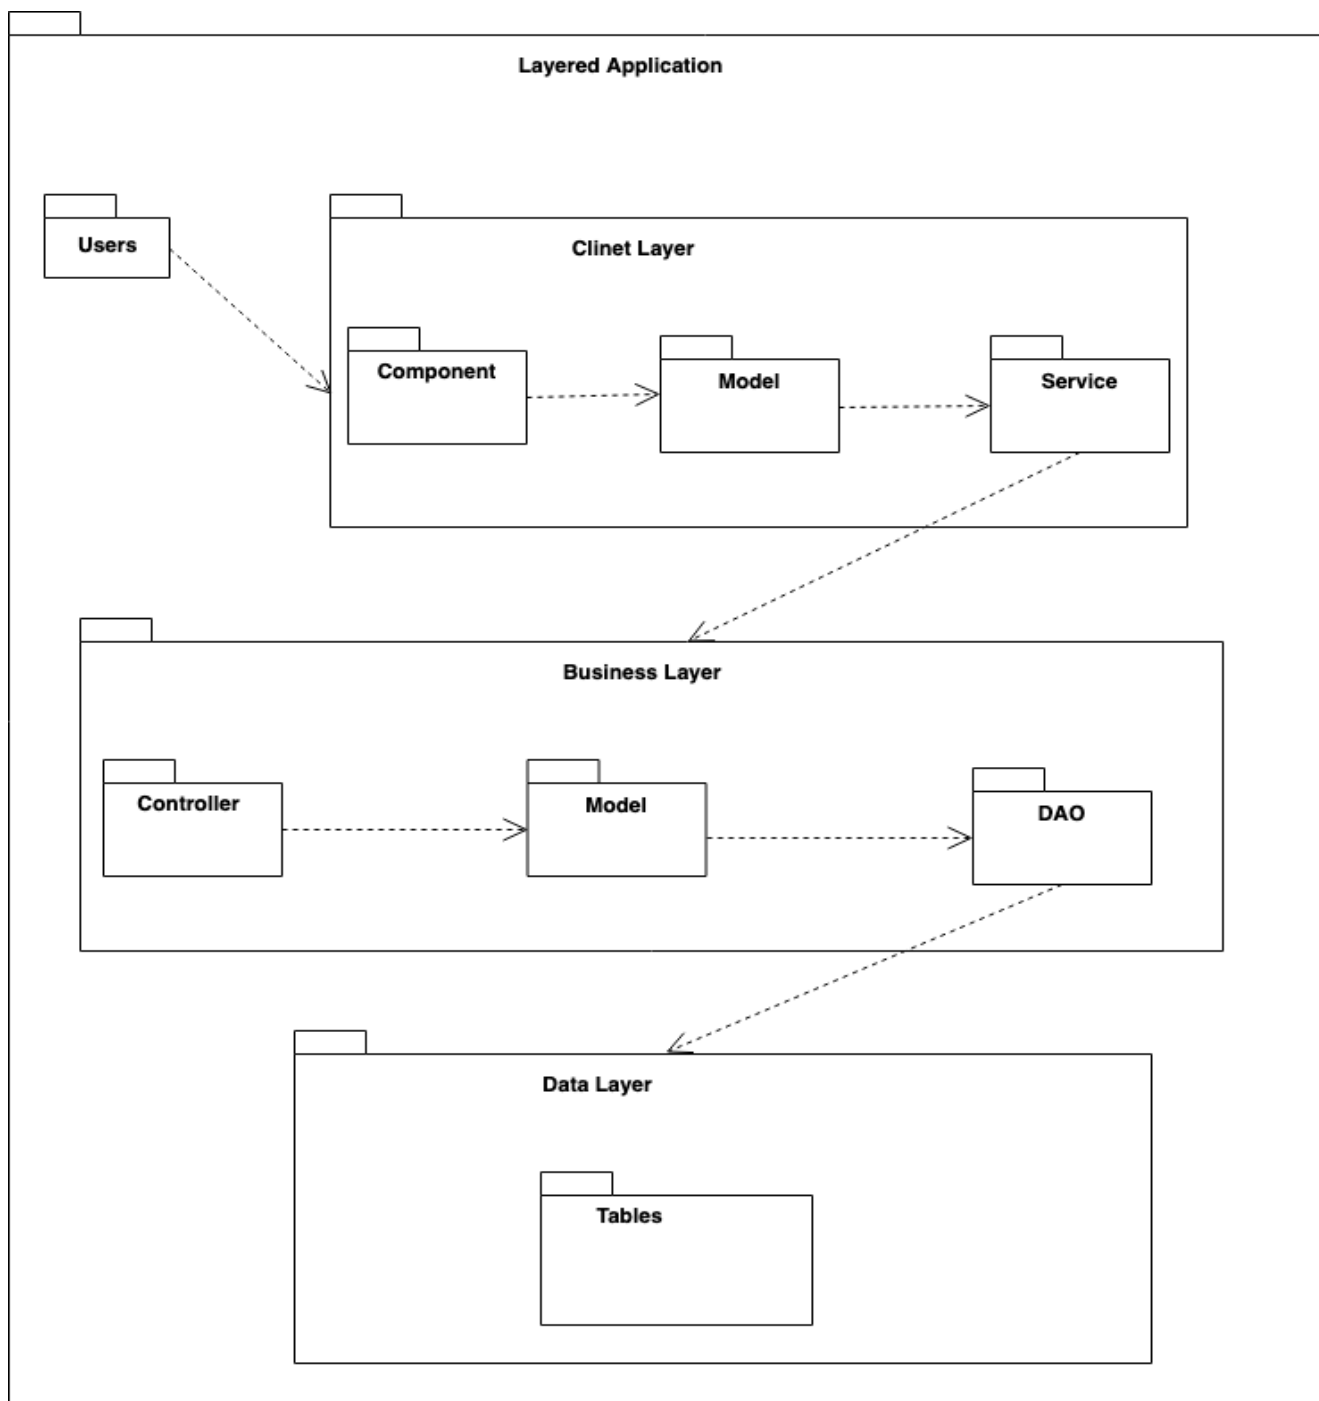 Layered Application
Users
Clinet Layer
Component
Model
Service
Business Layer
Controller
Model
DAO
Data Layer
Tables